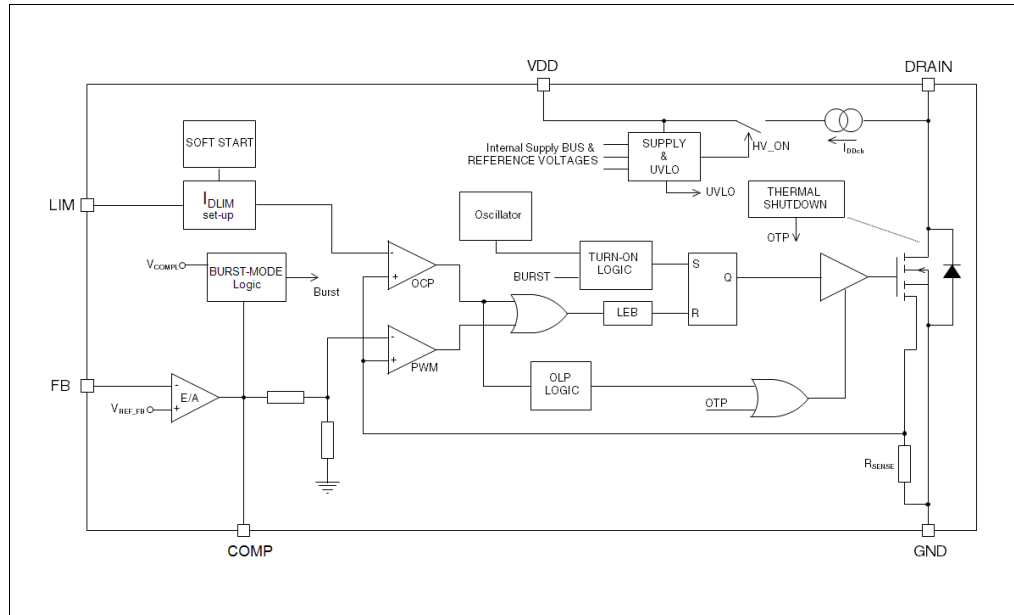 VDD
DRAIN
SOFT START
Internal Supply BUS &
REFERENCE VOLTAGES
SUPPLY
&
UVLO
HV_ON
IDDch
UVLO
THERMAL
SHUTDOWN
OTP
LIM
IDLIM
set-up
Oscillator
VCOMPL
BURST-MODE
Logic
Burst
-
+
OCP
TURN-ON
LOGIC
BURST
S
R
Q
LEB
-
+
PWM
FB
-
+
E/A
VREF_FB
OLP
LOGIC
OTP
RSENSE
COMP
GND